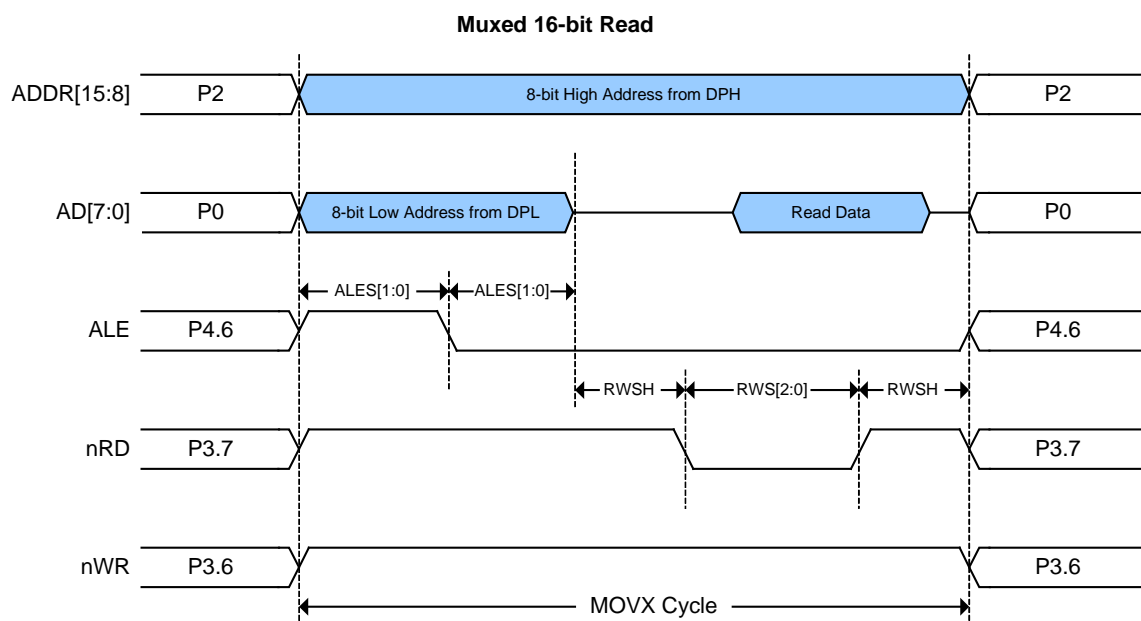 Muxed 16-bit Read
ADDR[15:8] P2 8-bit High Address from DPH P2
AD[7:0] P0 8-bit Low Address from DPL Read Data P0
ALES[1:0] ALES[1:0]
ALE P4.6 P4.6
RWSH RWS[2:0] RWSH
nRD P3.7 P3.7
nWR P3.6 P3.6
MOVX Cycle